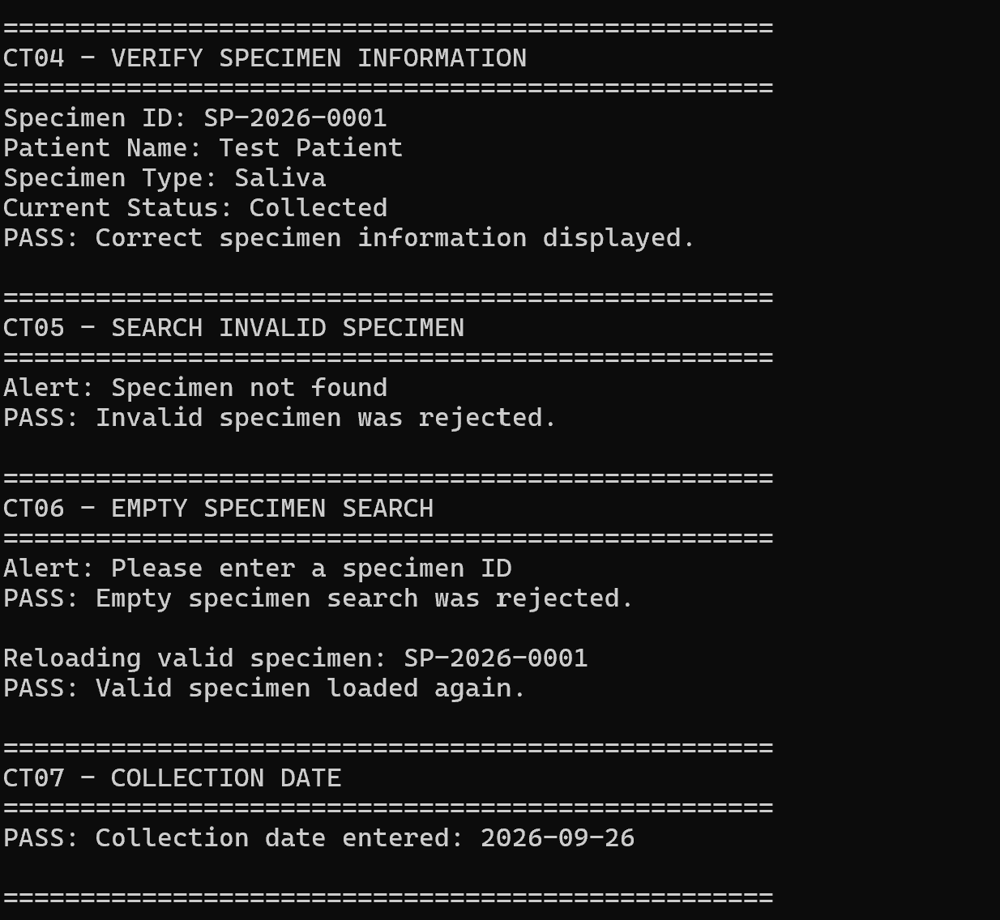 ==================================================
CT04 - VERIFY SPECIMEN INFORMATION
==================================================
Specimen ID: SP-2026-0001
Patient Name: Test Patient
Specimen Type: Saliva
Current Status: Collected
PASS: Correct specimen information displayed.

==================================================
CT05 - SEARCH INVALID SPECIMEN
==================================================
Alert: Specimen not found
PASS: Invalid specimen was rejected.

==================================================
CT06 - EMPTY SPECIMEN SEARCH
==================================================
Alert: Please enter a specimen ID
PASS: Empty specimen search was rejected.

Reloading valid specimen: SP-2026-0001
PASS: Valid specimen loaded again.

==================================================
CT07 - COLLECTION DATE
==================================================
PASS: Collection date entered: 2026-09-26

==================================================